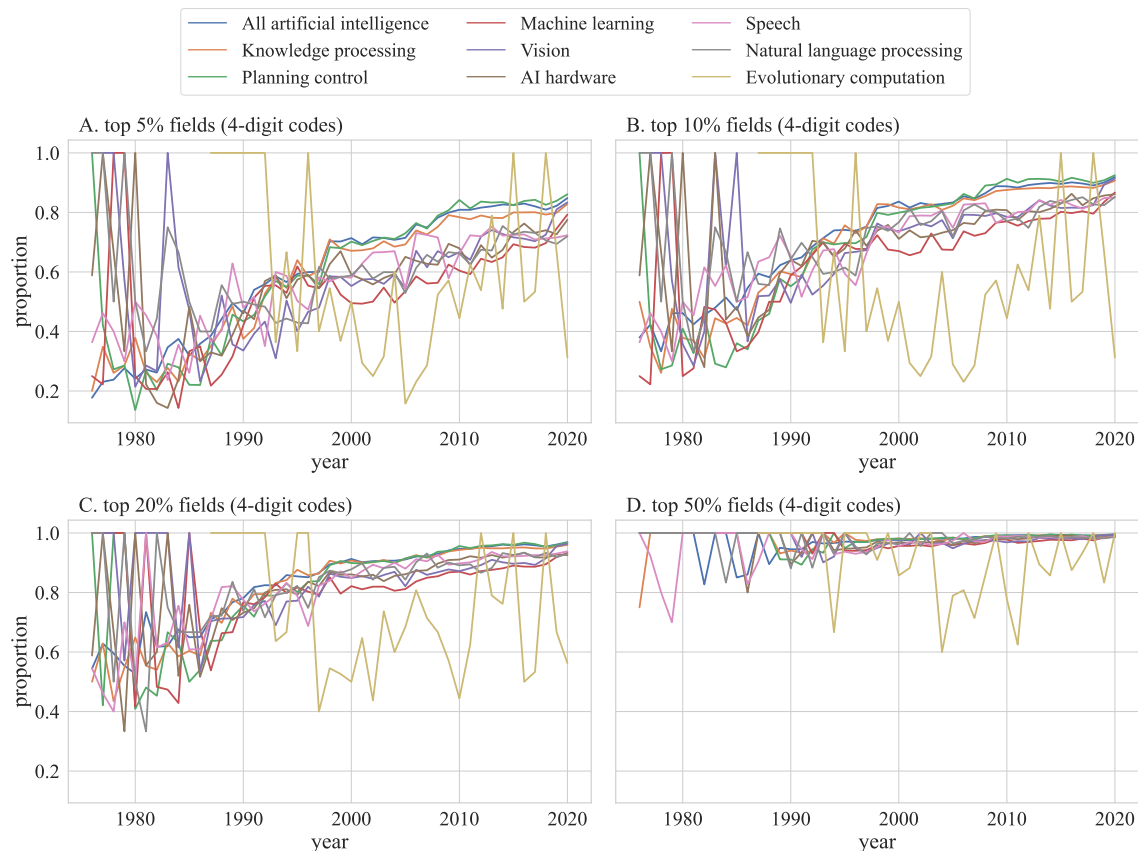 All artificial intelligence Machine learning Speech
Knowledge processing Vision Natural language processing
Planning control AI hardware Evolutionary computation
A. top 5% fields (4-digit codes) B. top 10% fields (4-digit codes)
1.0
0.8
0.6
0.4
0.2
proportion
1980 1990 2000 2010 2020
year
proportion
1980 1990 2000 2010 2020
year
C. top 20% fields (4-digit codes) D. top 50% fields (4-digit codes)
1.0
0.8
0.6
0.4
0.2
proportion
1980 1990 2000 2010 2020
year
proportion
1980 1990 2000 2010 2020
year